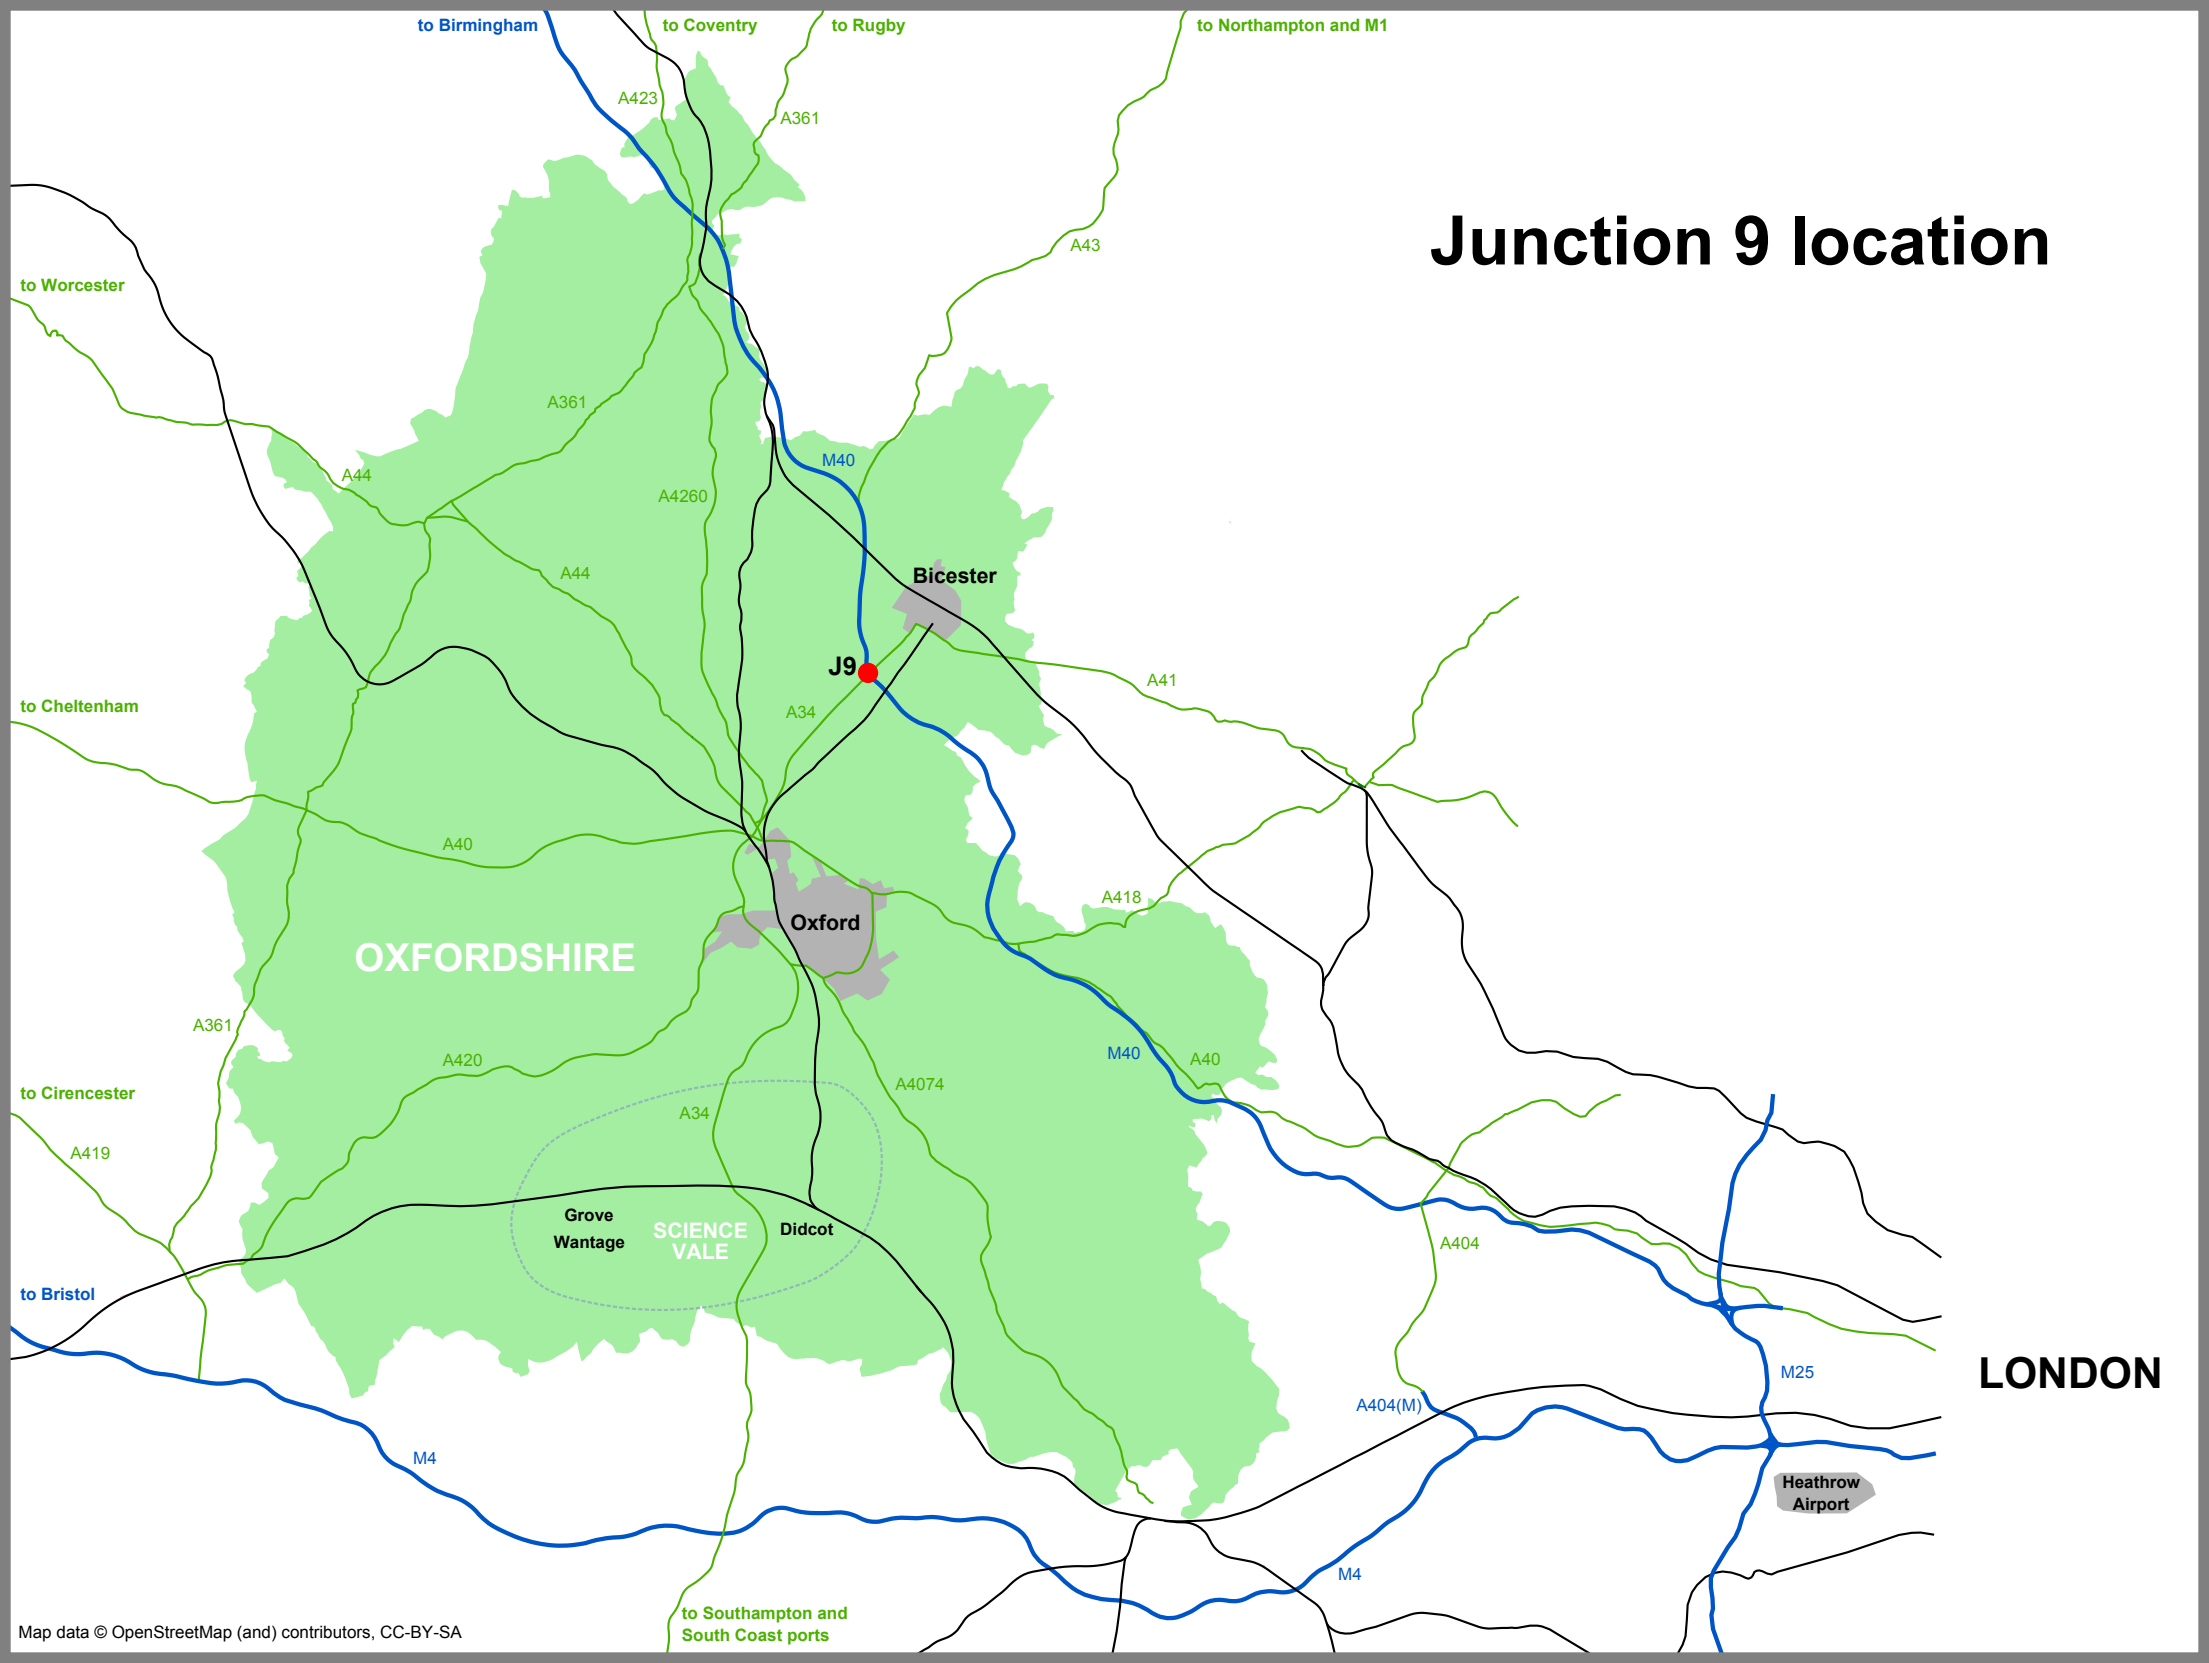 to Birmingham
to Coventry
to Rugby
to Northampton and M1
A423
A361
Junction 9 location
A43
to Worcester
A361
M40
A44
A4260
A44
Bicester
J9
A41
to Cheltenham
A34
A40
A418
Oxford
OXFORDSHIRE
A361
M40
A40
A420
A4074
to Cirencester
A34
A419
Grove
Wantage
SCIENCE
VALE
Didcot
A404
to Bristol
M25
LONDON
A404(M)
M4
Heathrow
Airport
M4
to Southampton and
South Coast ports
Map data © OpenStreetMap (and) contributors, CC-BY-SA